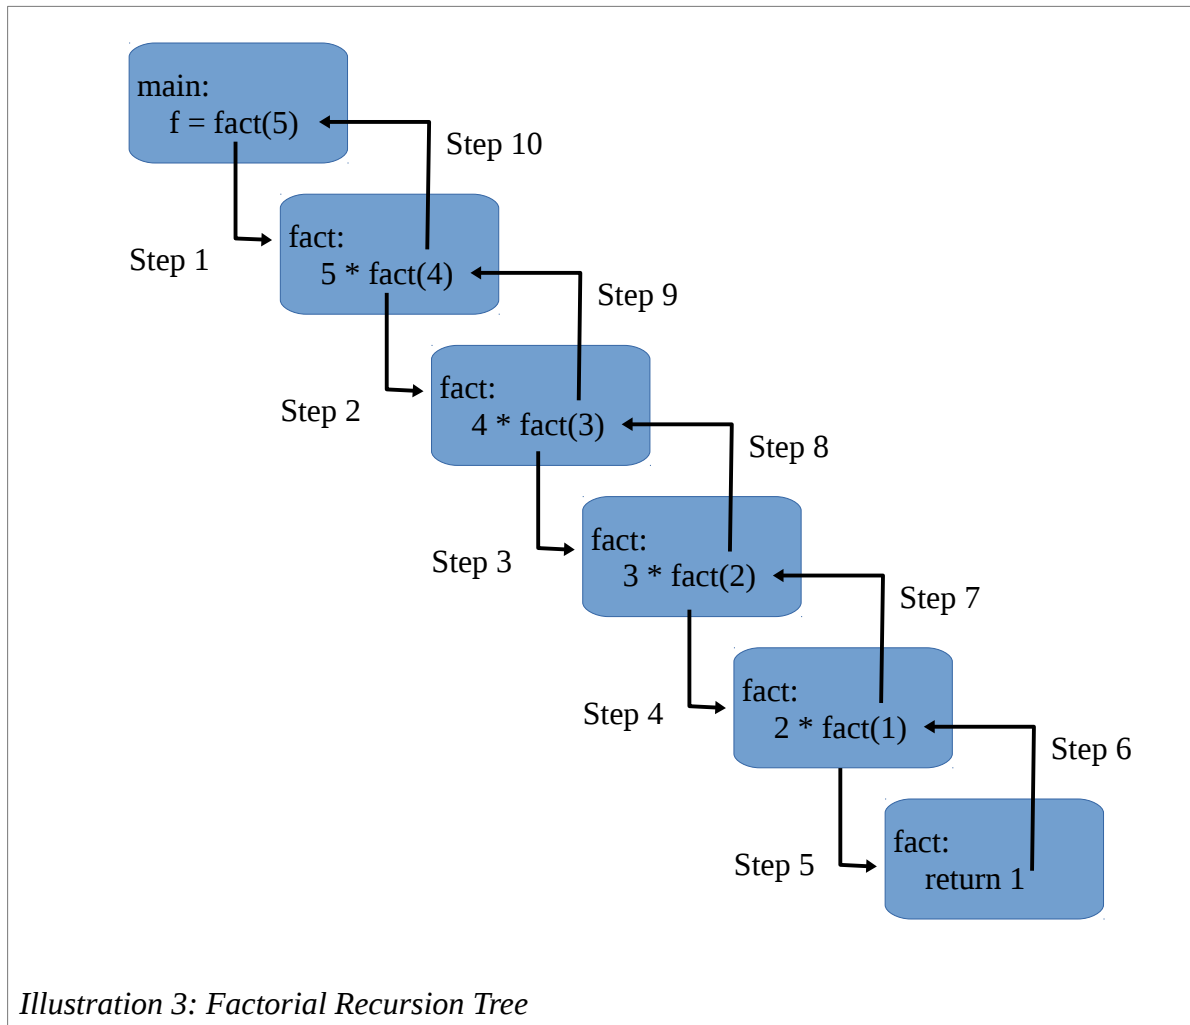 main:
f = fact(5)
Step 10
fact:
Step 1
5 * fact(4)
Step 9
fact:
Step 2
4 * fact(3)
Step 8
fact:
Step 3
3 * fact(2)
Step 7
fact:
Step 4
2 * fact(1)
Step 6
fact:
Step 5
return 1
Illustration 3: Factorial Recursion Tree